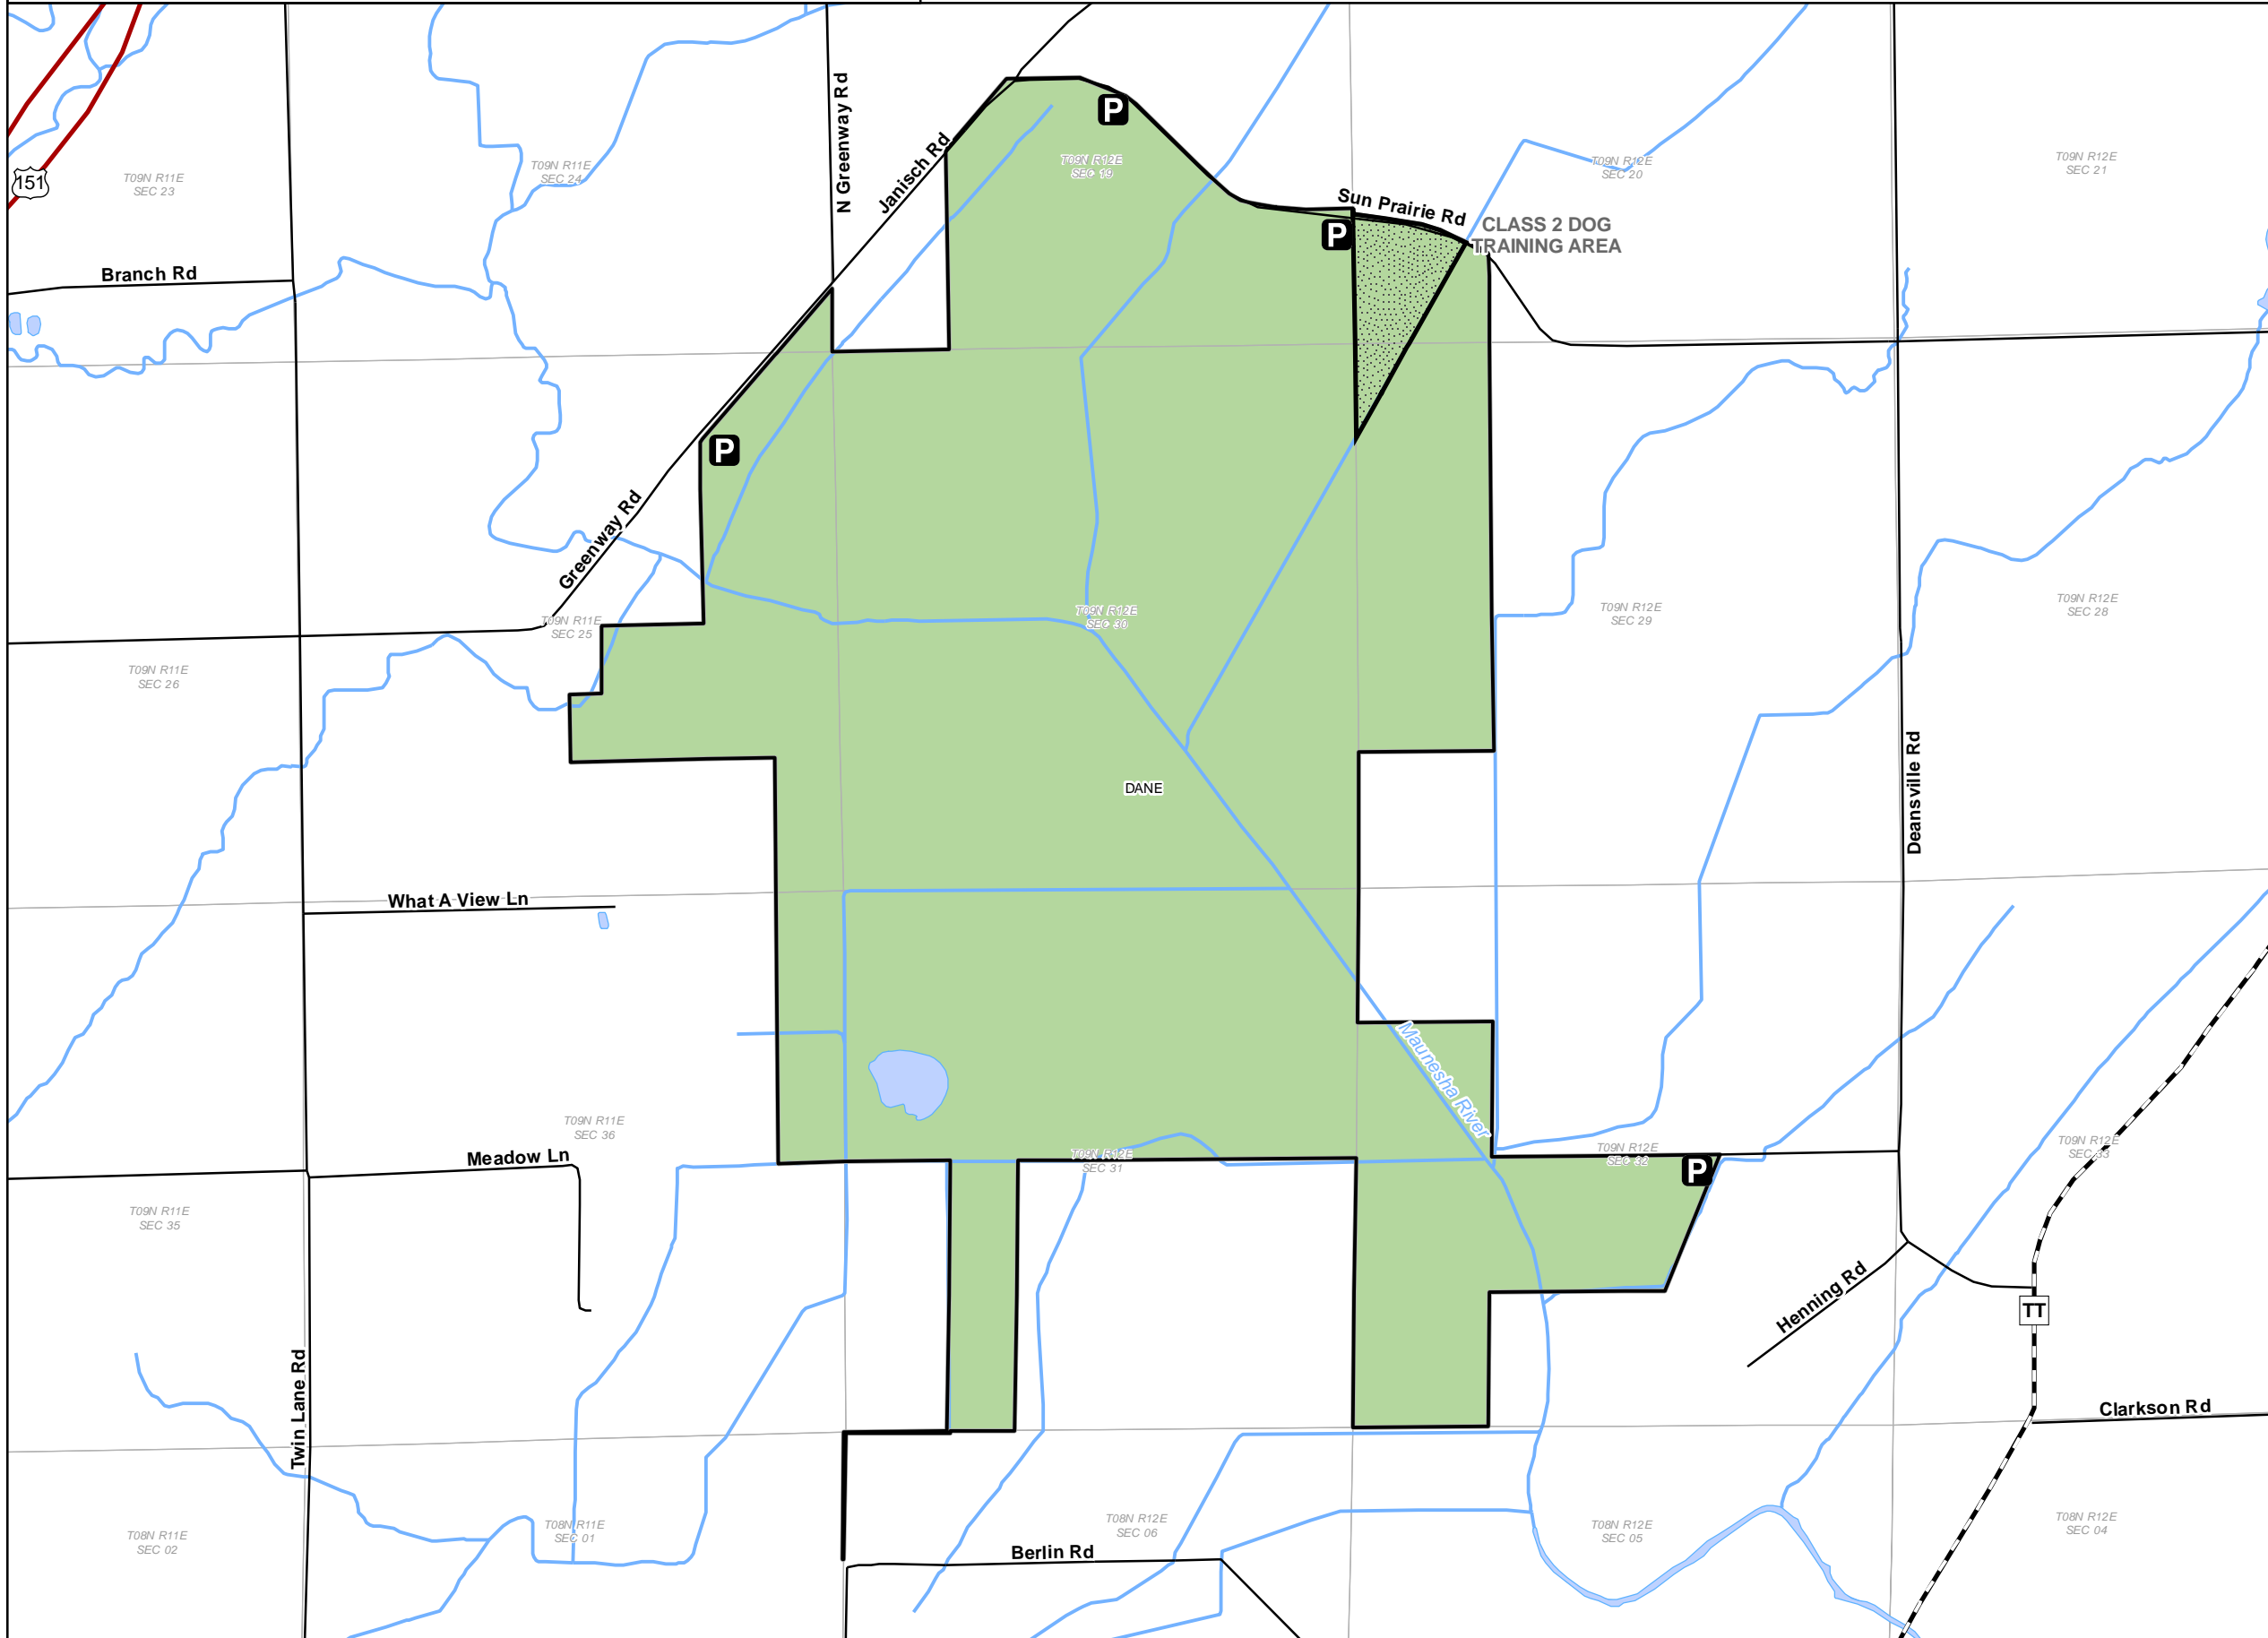 N Greenway Rd
Janisch Rd
P
T09N R12E
SEC 19
T09N R11E
SEC 23
151
T09N R11E
SEC 24
T09N R12E
SEC 20
T09N R12E
SEC 21
Sun Prairie Rd
P
CLASS 2 DOG
TRAINING AREA
Branch Rd
P
Greenway Rd
T09N R11E
SEC 25
T09N R12E
SEC 30
T09N R12E
SEC 29
T09N R12E
SEC 28
T09N R11E
SEC 26
DANE
Deansville Rd
What A View Ln
Maunesha River
T09N R11E
SEC 36
Meadow Ln
T09N R12E
SEC 31
T09N R12E
SEC 32
P
T09N R12E
SEC 33
T09N R11E
SEC 35
Henning Rd
TT
Twin Lane Rd
Clarkson Rd
T08N R11E
SEC 02
T08N R11E
SEC 01
T08N R12E
SEC 06
T08N R12E
SEC 05
T08N R12E
SEC 04
Berlin Rd